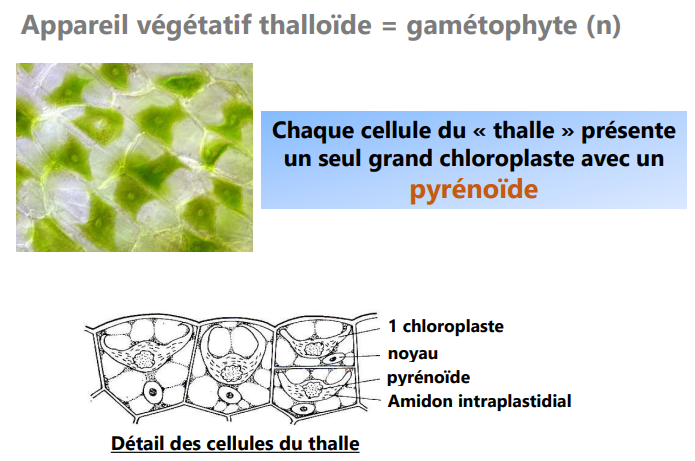 Appareil végétatif thalloïde = gamétophyte (n)
Chaque cellule du « thalle » présente
un seul grand chloroplaste avec un
pyrénoïde
1 chloroplaste
noyau
pyrénoïde
Amidon intraplastidial
Détail des cellules du thalle